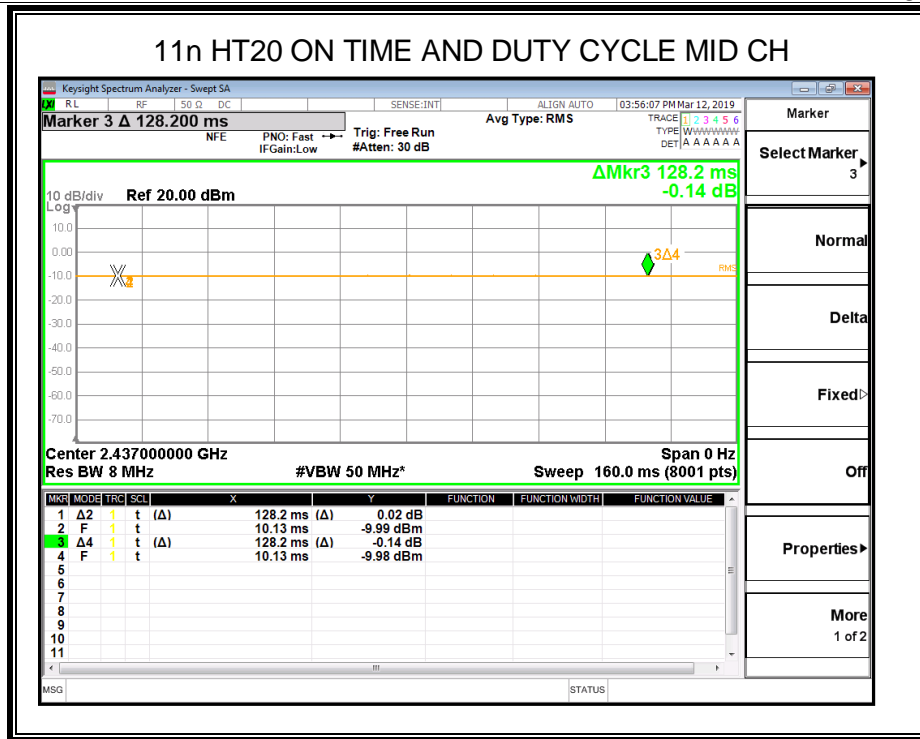 11n HT20 ON TIME AND DUTY CYCLE MID CH
Keysight Spectrum Analyzer - Swept SA
RL RF 50 Ω DC SENSE:INT ALIGN AUTO 03:56:07 PM Mar 12, 2019
Marker 3 Δ 128.200 ms
NFE
PNO: Fast
IFGain:Low
Trig: Free Run
#Atten: 30 dB
Avg Type: RMS
TRACE 1 2 3 4 5 6
TYPE WWWWWW
DET A A A A A A
ΔMkr3 128.2 ms
-0.14 dB
10 dB/div Ref 20.00 dBm
Log
10.0
0.00
-10.0
-20.0
-30.0
-40.0
-50.0
-60.0
-70.0
3Δ4
RMS
Center 2.437000000 GHz Span 0 Hz
Res BW 8 MHz #VBW 50 MHz* Sweep 160.0 ms (8001 pts)
MKR MODE TRC SCL X Y FUNCTION FUNCTION WIDTH FUNCTION VALUE
1 Δ2 1 t (Δ) 128.2 ms (Δ) 0.02 dB
2 F 1 t 10.13 ms -9.99 dBm
3 Δ4 1 t (Δ) 128.2 ms (Δ) -0.14 dB
4 F 1 t 10.13 ms -9.98 dBm
5
6
7
8
9
10
11
MSG STATUS
Marker
Select Marker
3
Normal
Delta
Fixed
Off
Properties
More
1 of 2